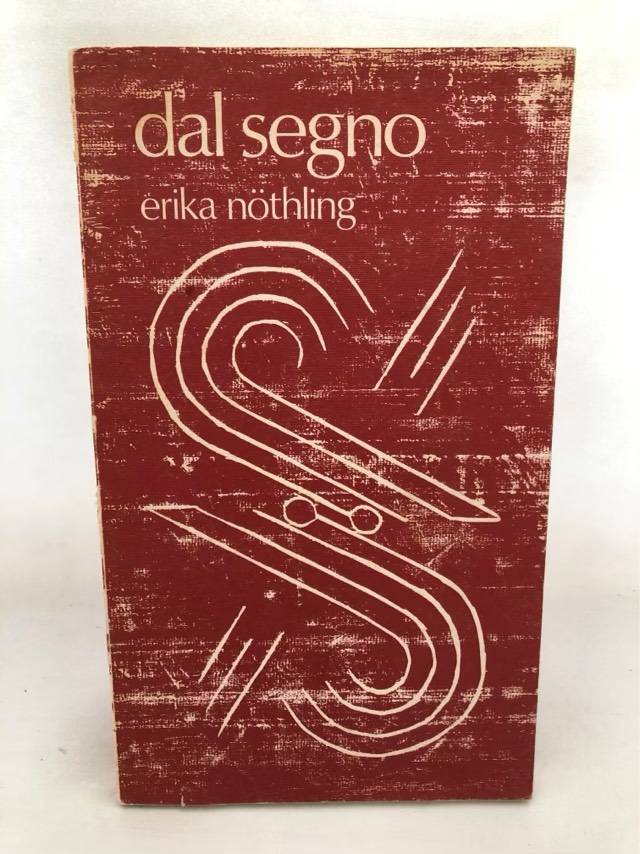 dal segno
erika nöthling